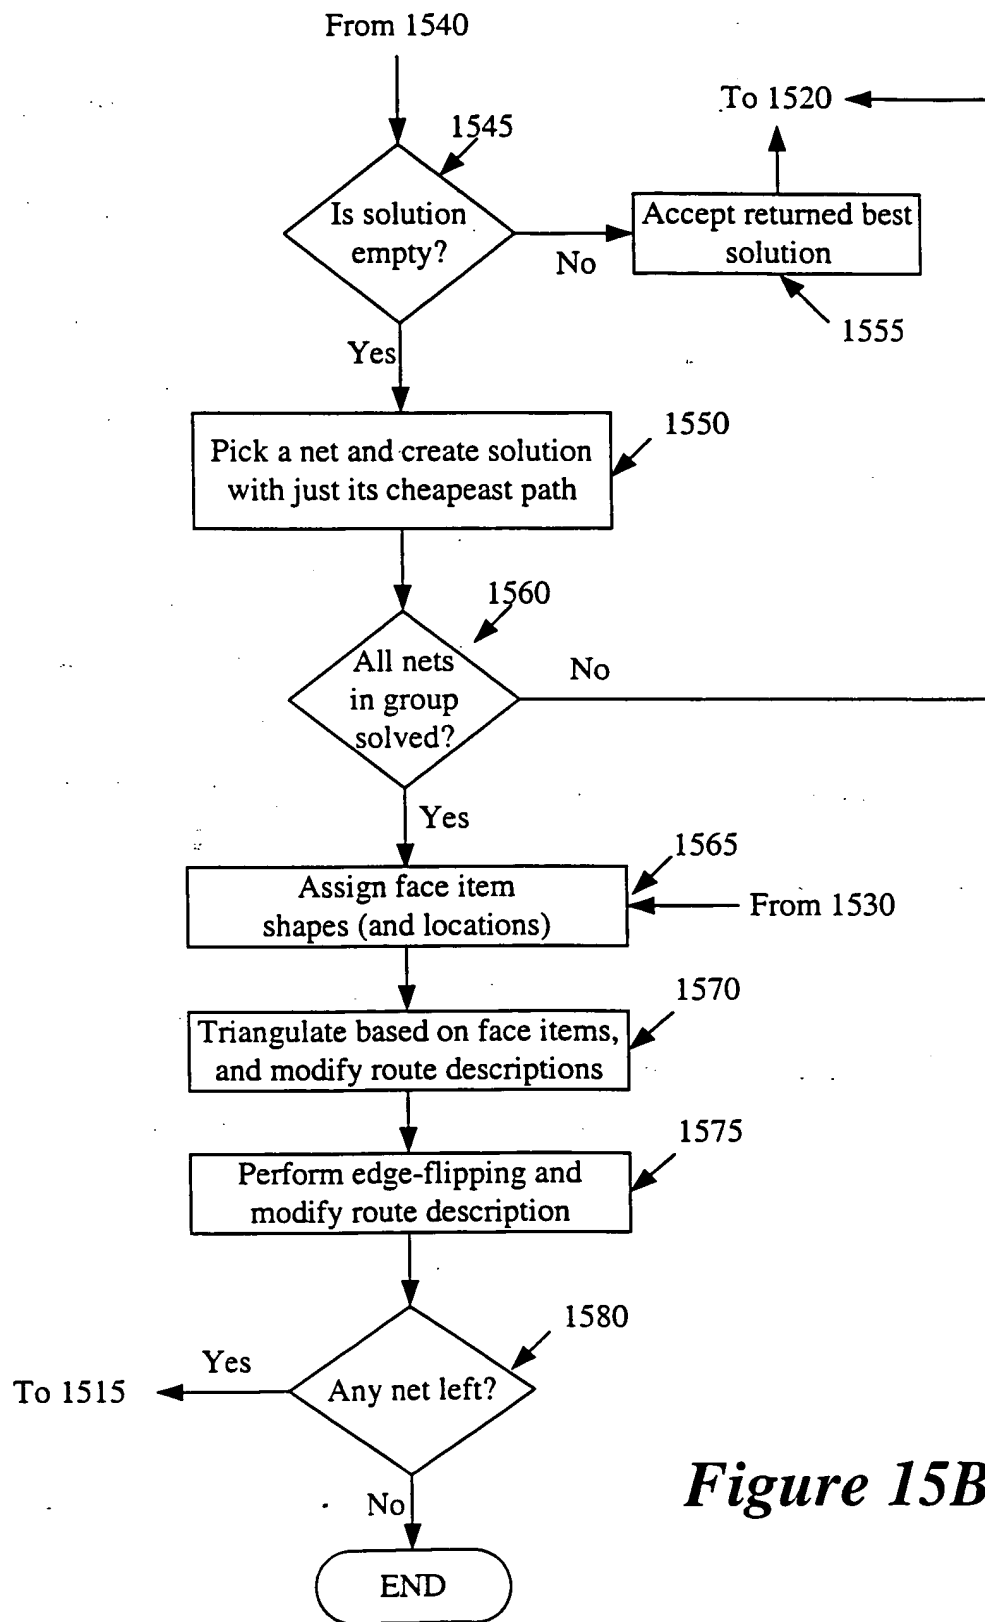 From 1540
To 1520
1545
Is solution
empty?
No
Accept returned best
solution
1555
Yes
1550
Pick a net and create solution
with just its cheapeast path
1560
All nets
in group
solved?
No
Yes
1565
Assign face item
shapes (and locations)
From 1530
1570
Triangulate based on face items,
and modify route descriptions
1575
Perform edge-flipping and
modify route description
1580
Yes
To 1515
Any net left?
No
Figure 15B
END